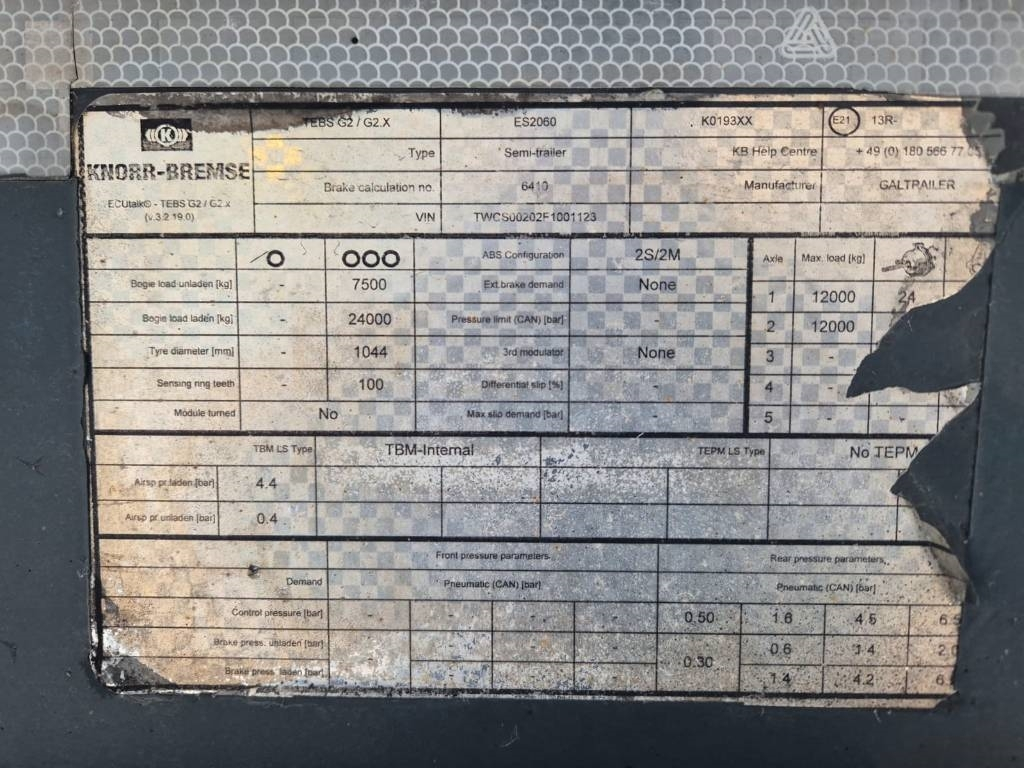 TEBS G2 / G2.X ES2060 K0193XX E21 13R-
K
KNORR-BREMSE
ECUtalk© - TEBS G2 / G2.x
(v.3.2.19.0)
Type Semi-trailer KB Help Centre + 49 (0) 180 566 77
Brake calculation no. 6410 Manufacturer GALTRAILER
VIN TWCS00202F1001123
ABS Configuration 2S/2M Axle Max. load [kg]
Bogie load unladen [kg] - 7500 Ext.brake demand None 1 12000 24
Bogie load laden [kg] - 24000 Pressure limit (CAN) [bar] - 2 12000
Tyre diameter [mm] - 1044 3rd modulator None 3 -
Sensing ring teeth - 100 Differential slip [%] - 4 -
Module turned No Max slip demand [bar] - 5 - -
TBM LS Type TBM-Internal TEPM LS Type No TEPM
Airsp pr.laden [bar] 4.4
Airsp pr.unladen [bar] 0.4
Front pressure parameters Rear pressure parameters
Demand Pneumatic (CAN) [bar] Pneumatic (CAN) [bar]
Control pressure [bar] - - - - 0.50 1.6 4.5 6.5
Brake press. unladen [bar] - - - - 0.30 0.6 1.4 2.0
Brake press. laden [bar] - - - 1.4 4.2 6.